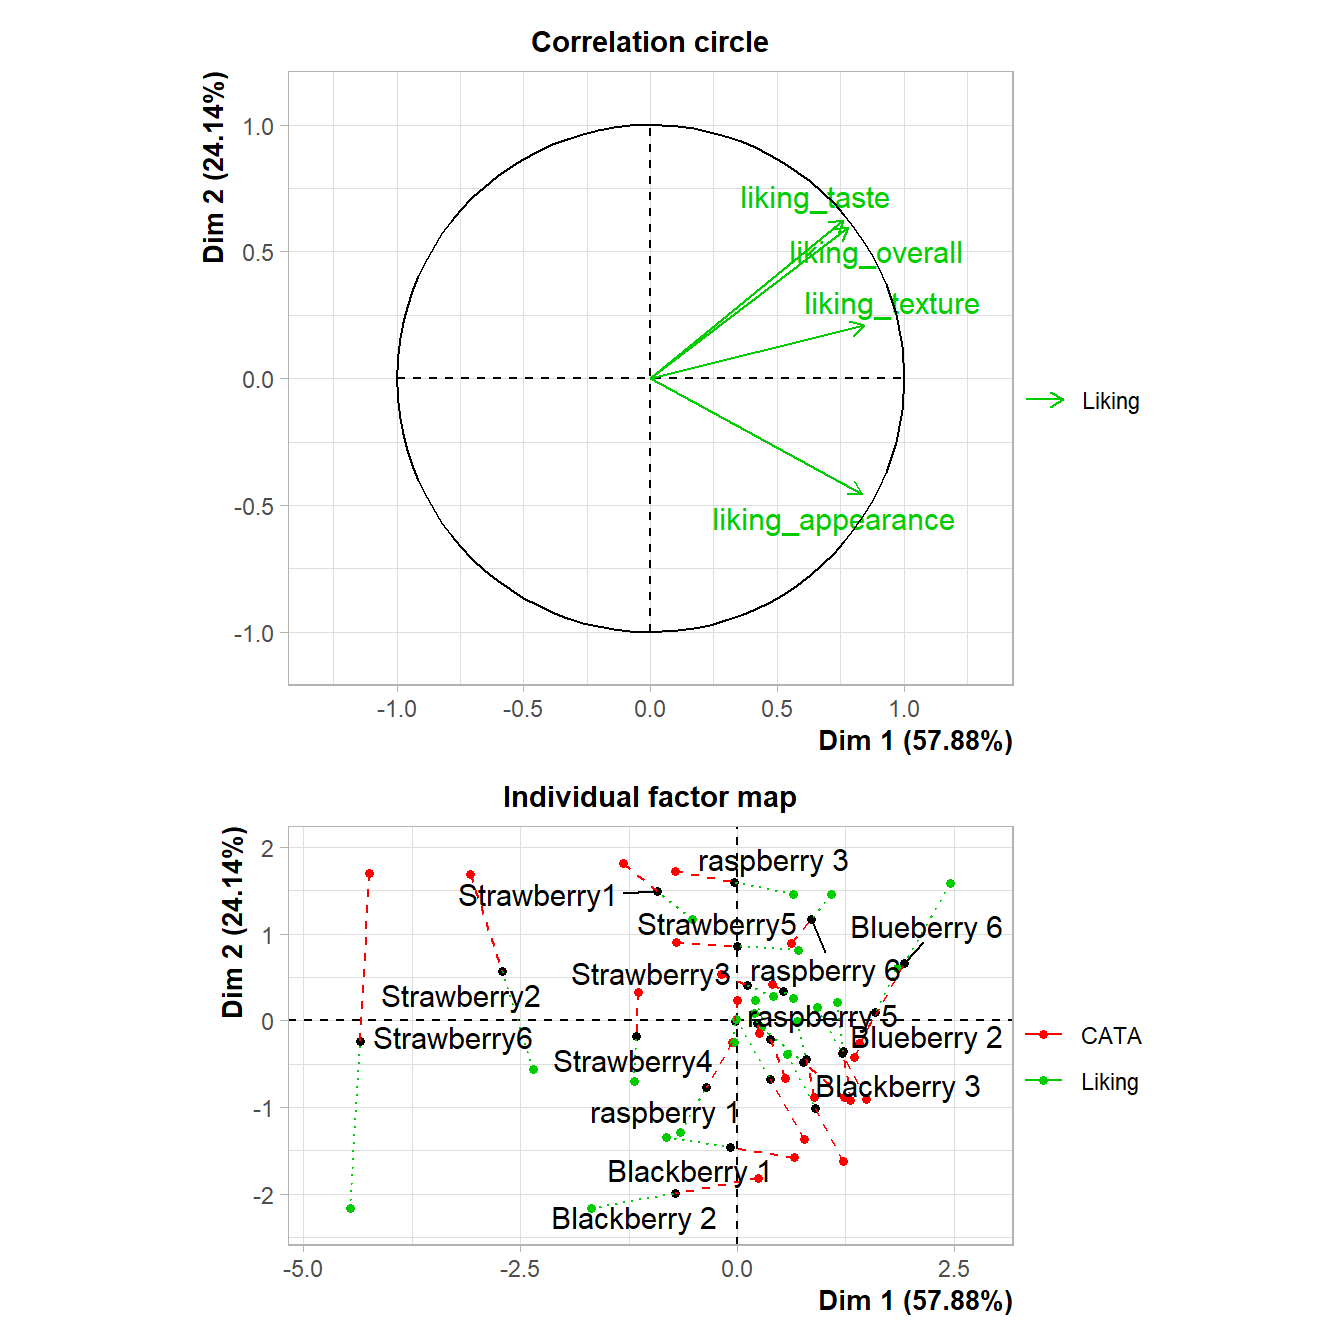 Correlation circle
Dim 2 (24.14%)
1.0
0.5
0.0
-0.5
-1.0
liking_taste
liking_overall
liking_texture
liking_appearance
Liking
-1.0 -0.5 0.0 0.5 1.0
Dim 1 (57.88%)
Individual factor map
Dim 2 (24.14%)
2
1
0
-1
-2
raspberry 3
Strawberry1
Strawberry5
Blueberry 6
Strawberry3
raspberry 6
Strawberry2
raspberry 5
Strawberry6
Blueberry 2
Strawberry4
Blackberry 3
raspberry 1
Blackberry 1
Blackberry 2
CATA
Liking
-5.0 -2.5 0.0 2.5
Dim 1 (57.88%)